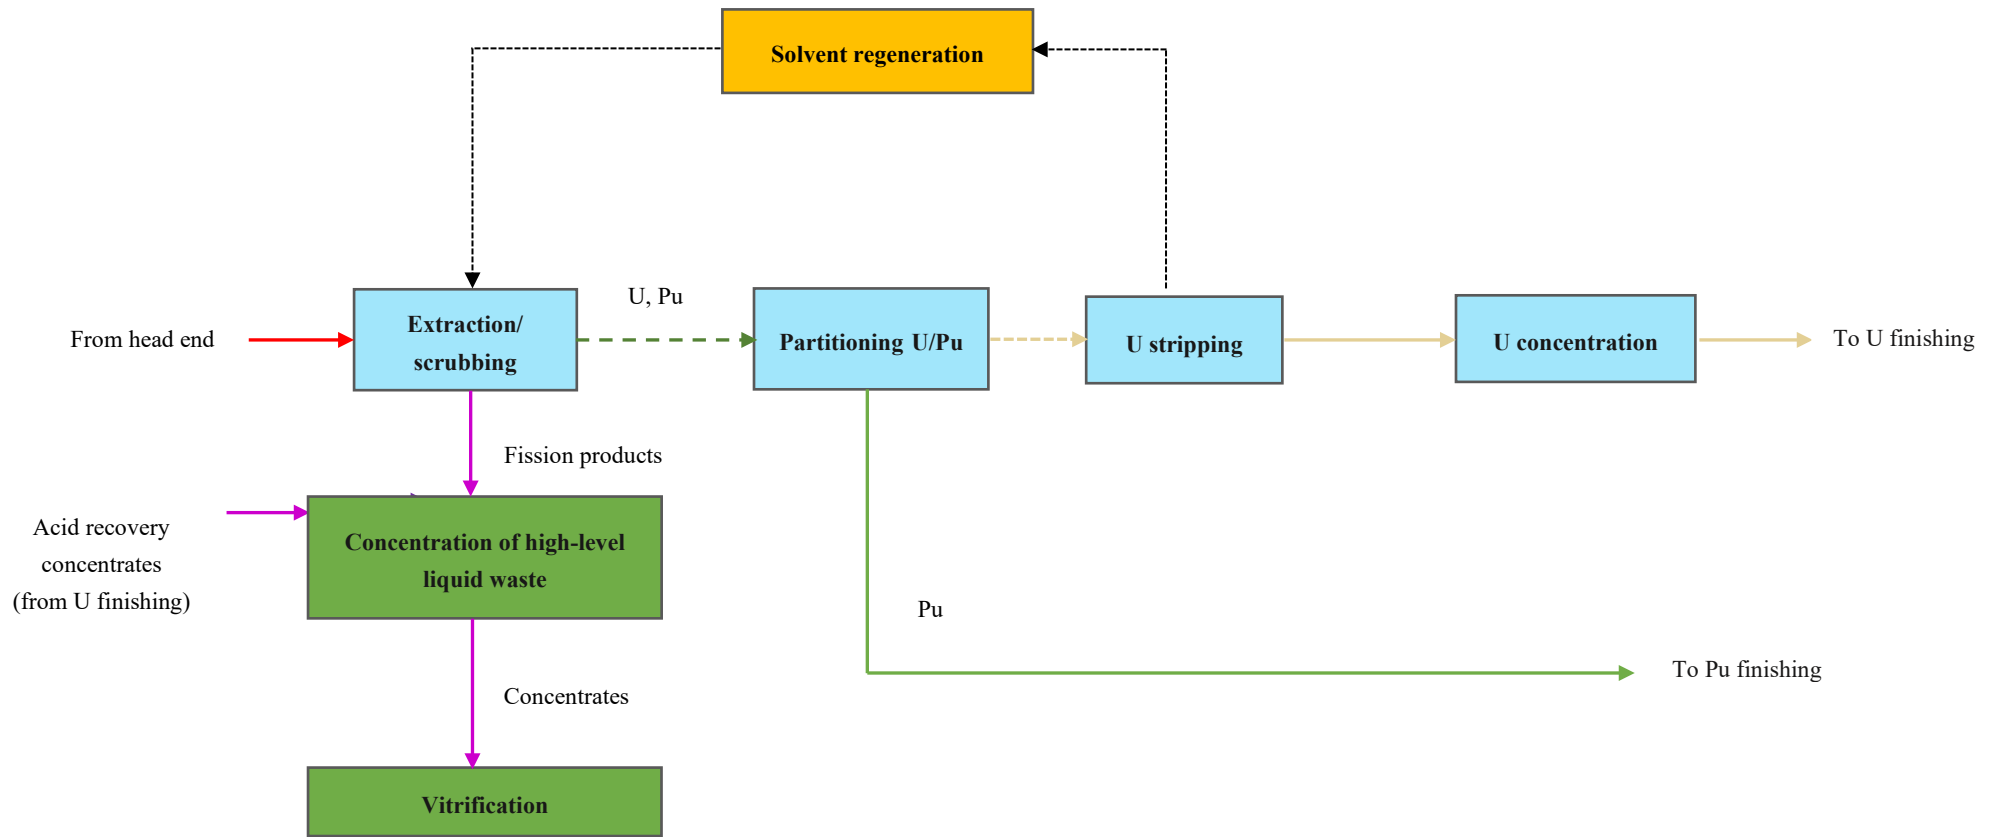 Solvent regeneration
U, Pu
From head end
Extraction/
scrubbing
Partitioning U/Pu
U stripping
U concentration
To U finishing
Fission products
Acid recovery
concentrates
(from U finishing)
Concentration of high-level
liquid waste
Pu
To Pu finishing
Concentrates
Vitrification